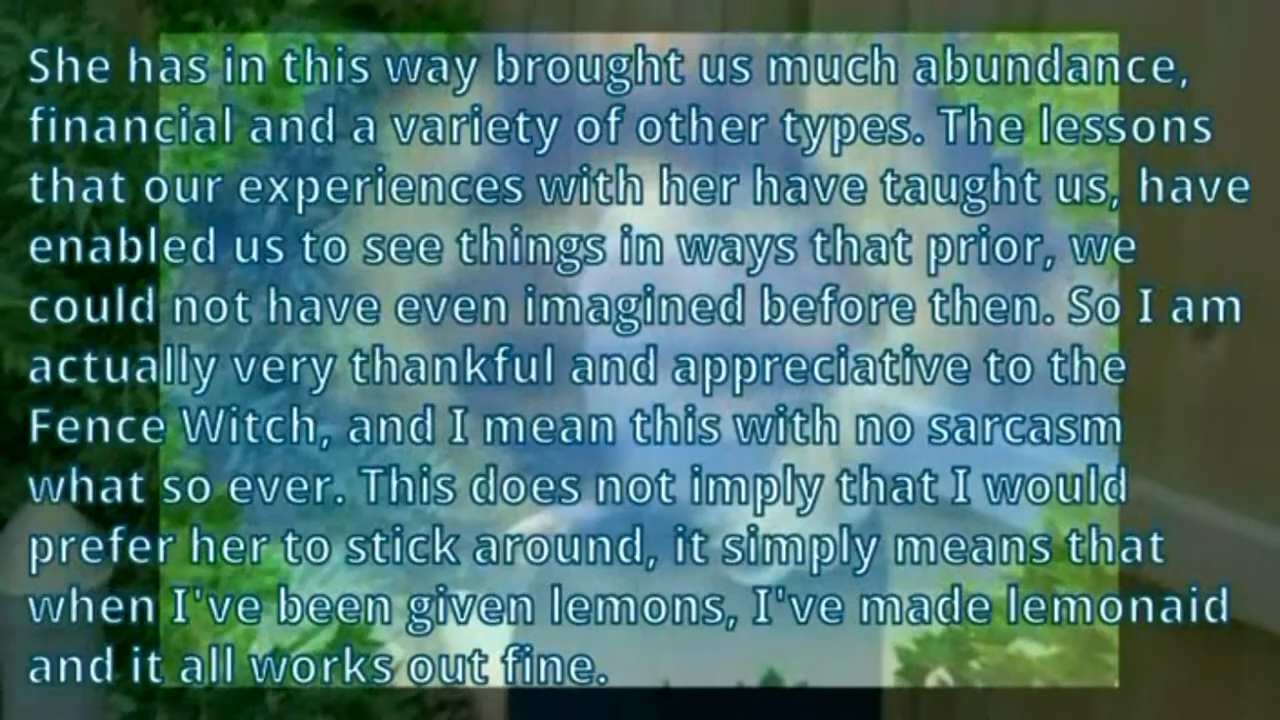 She has in this way brought us much abundance,
financial and a variety of other types. The lessons
that our experiences with her have taught us, have
enabled us to see things in ways that prior, we
could not have even imagined before then. So I am
actually very thankful and appreciative to the
Fence Witch, and I mean this with no sarcasm
what so ever. This does not imply that I would
prefer her to stick around, it simply means that
when I've been given lemons, I've made lemonaid
and it all works out fine.